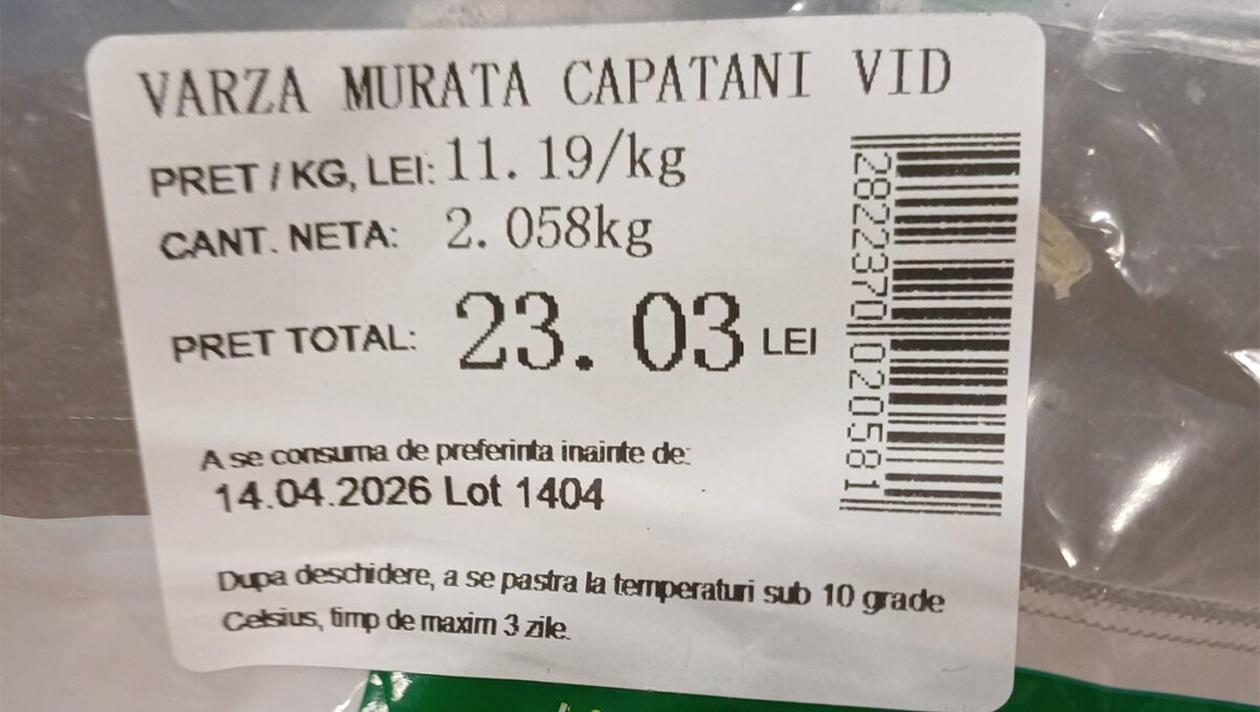 VARZA MURATA CAPATANI VID
PRET / KG, LEI: 11. 19/kg
CANT. NETA: 2. 058kg
PRET TOTAL: 23. 03 LEI
A se consuma de preferinta inainte de:
14.04.2026 Lot 1404
Dupa deschidere, a se pastra la temperaturi sub 10 grade
Celsius, timp de maxim 3 zile.
2822370020581